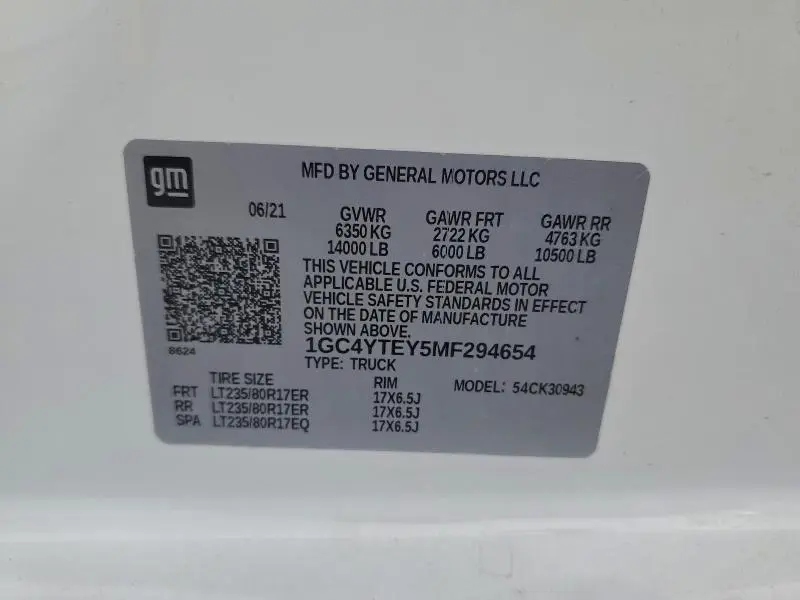 gm
MFD BY GENERAL MOTORS LLC
06/21 GVWR GAWR FRT GAWR RR
6350 KG 2722 KG 4763 KG
14000 LB 6000 LB 10500 LB
THIS VEHICLE CONFORMS TO ALL
APPLICABLE U.S. FEDERAL MOTOR
VEHICLE SAFETY STANDARDS IN EFFECT
ON THE DATE OF MANUFACTURE
SHOWN ABOVE.
8624
1GC4YTEY5MF294654
TYPE: TRUCK
TIRE SIZE RIM MODEL: 54CK30943
FRT LT235/80R17ER 17X6.5J
RR LT235/80R17ER 17X6.5J
SPA LT235/80R17EQ 17X6.5J